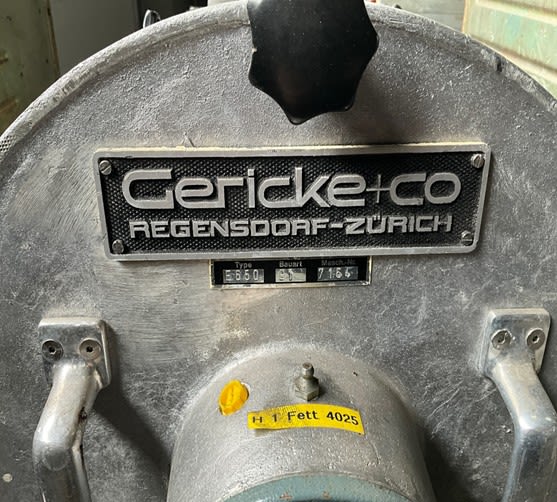 Gericke+co
REGENSDORF-ZÜRICH
Type Bauart Masch.-Nr.
E650 7164
H 1 Fett 4025